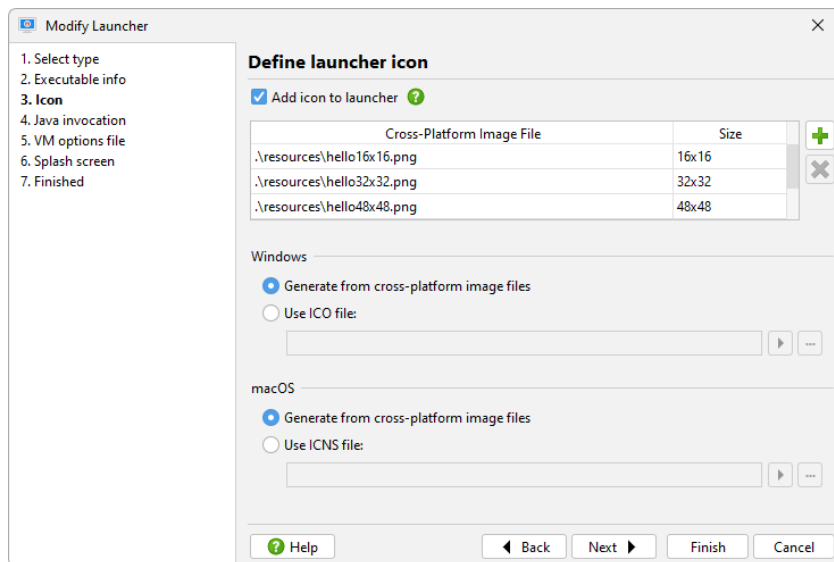 Modify Launcher
1. Select type
2. Executable info
3. Icon
4. Java invocation
5. VM options file
6. Splash screen
7. Finished
Define launcher icon
Add icon to launcher
Cross-Platform Image File Size
.\resources\hello16x16.png 16x16
.\resources\hello32x32.png 32x32
.\resources\hello48x48.png 48x48
Windows
Generate from cross-platform image files
Use ICO file:
macOS
Generate from cross-platform image files
Use ICNS file:
Help Back Next Finish Cancel